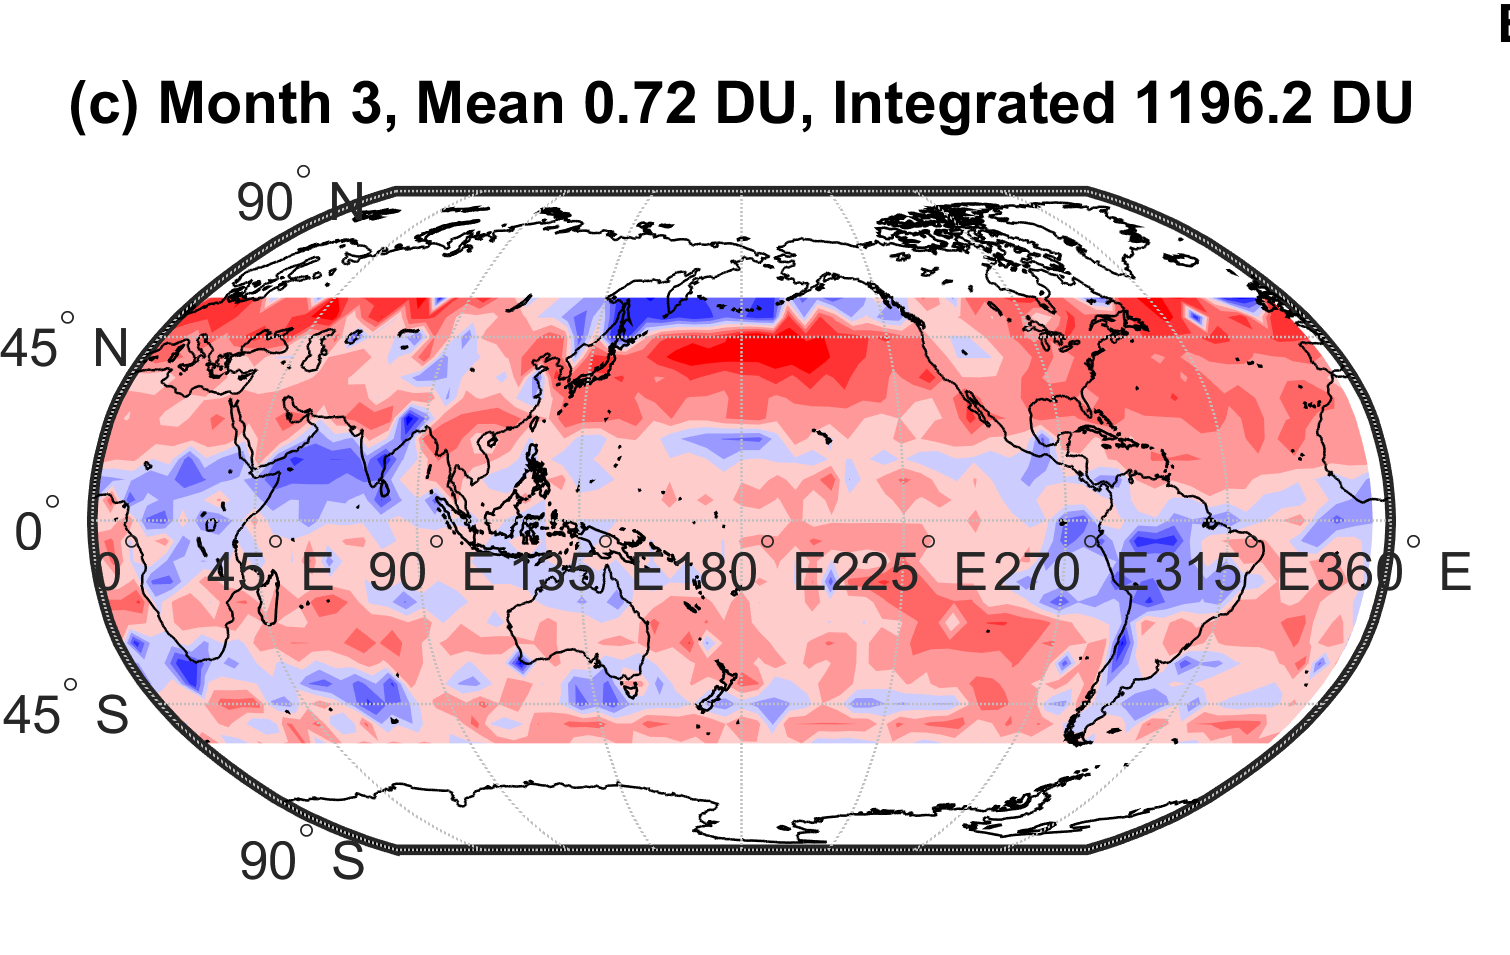 (c) Month 3, Mean 0.72 DU, Integrated 1196.2 DU
90° N
45° N
0°
0° 45° E 90° E 135° E 180° E 225° E 270° E 315° E 360° E
45° S
90° S